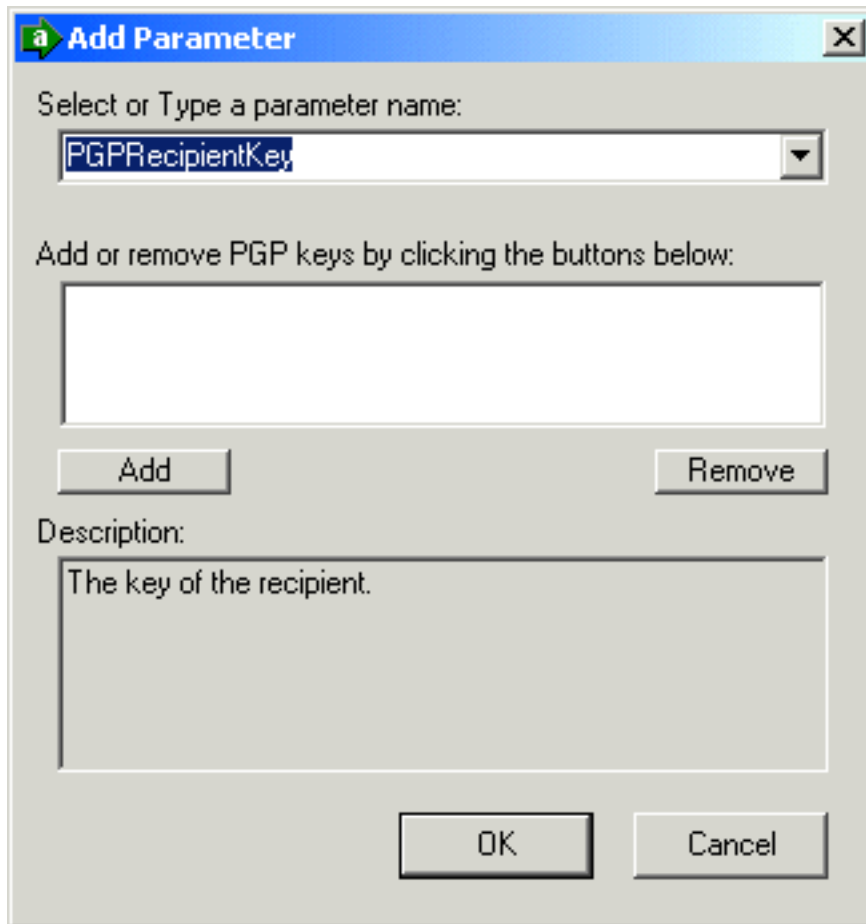 a Add Parameter
Select or Type a parameter name:
PGPRecipientKey
Add or remove PGP keys by clicking the buttons below:
Add Remove
Description:
The key of the recipient.
OK Cancel